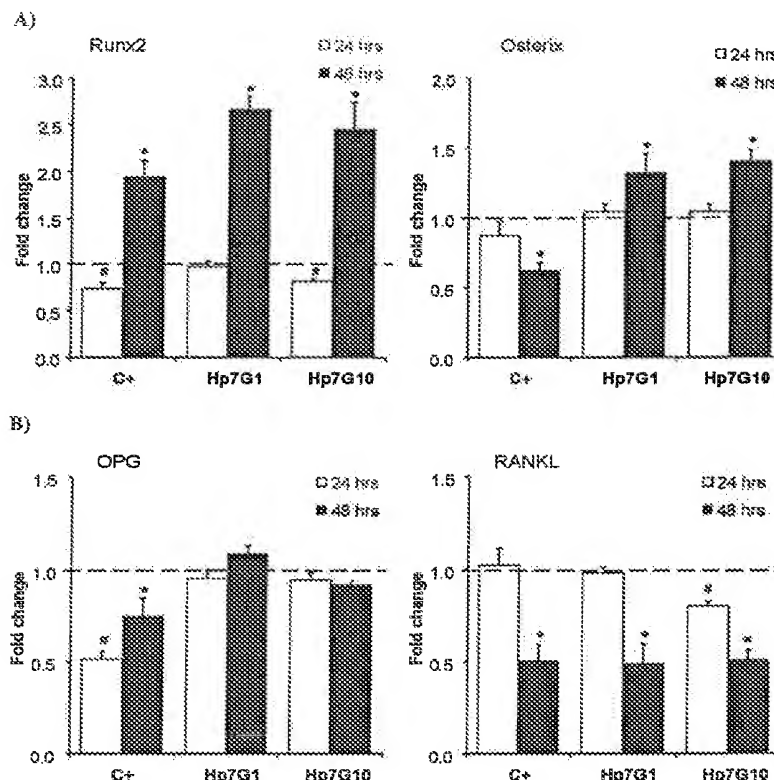 A)
Runx2
□ 24 hrs
■ 48 hrs
Fold change
3.0
2.5
2.0
1.5
1.0
0.5
0.0
* * * * *
C+ Hp7G1 Hp7G10
Osterix
□ 24 hrs
■ 48 hrs
Fold change
2.0
1.5
1.0
0.5
0.0
* * *
C+ Hp7G1 Hp7G10
B)
OPG
□ 24 hrs
■ 48 hrs
Fold change
1.5
1.0
0.5
0.0
* *
C+ Hp7G1 Hp7G10
RANKL
□ 24 hrs
■ 48 hrs
Fold change
1.5
1.0
0.5
0.0
* * * *
C+ Hp7G1 Hp7G10